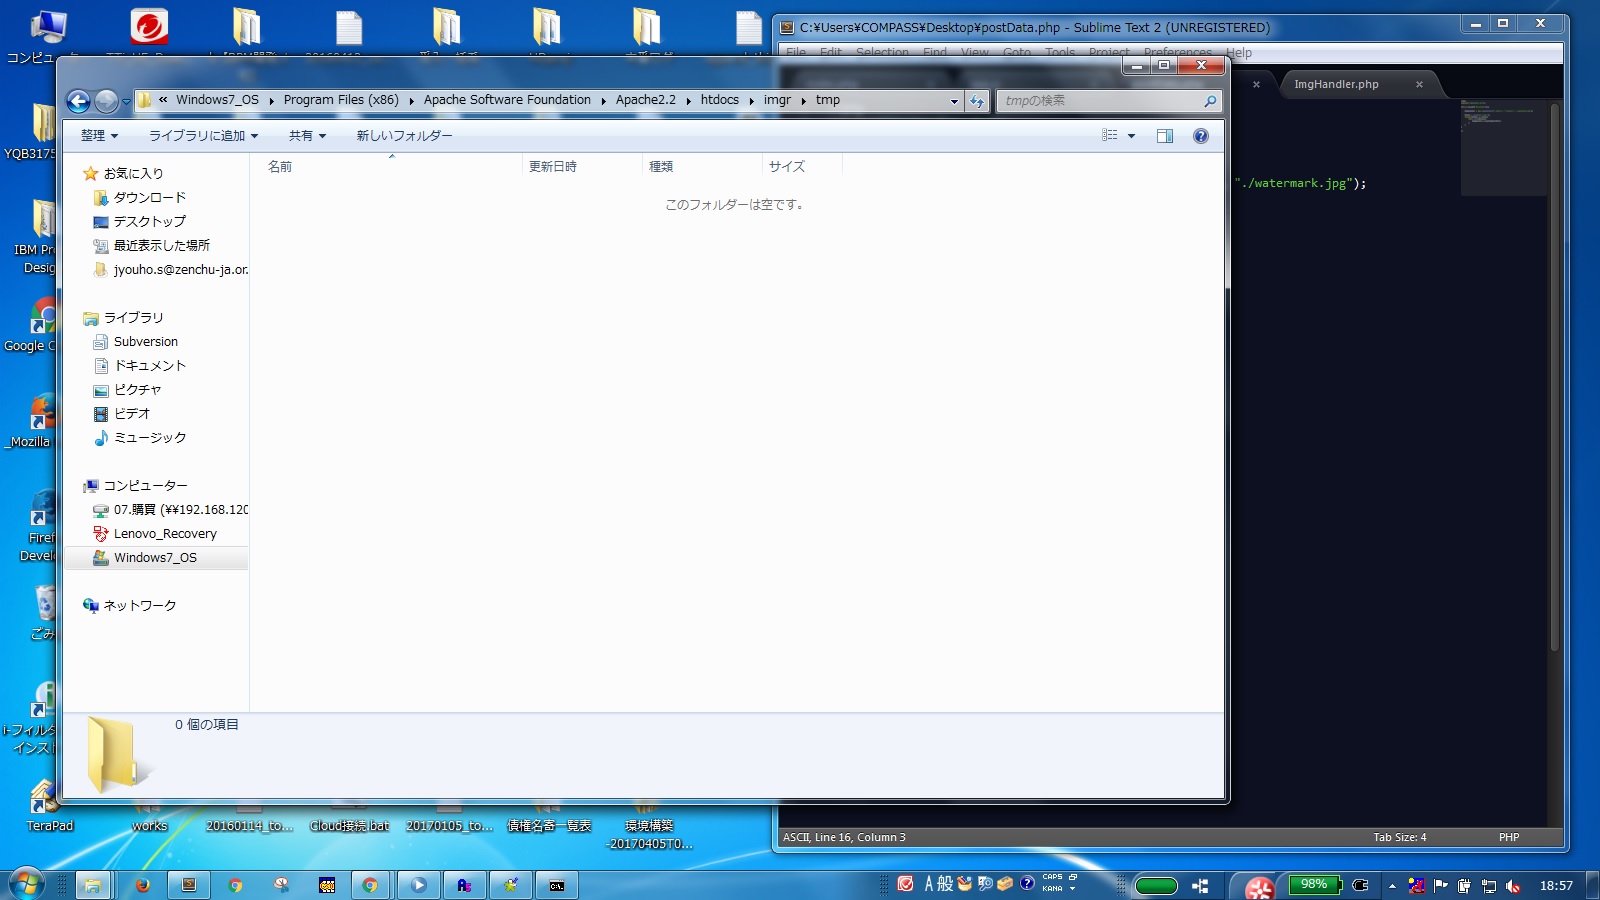 コンピュ
C:¥Users¥COMPASS¥Desktop¥postData.php - Sublime Text 2 (UNREGISTERED)
File Edit Selection Find View Goto Tools Project Preferences Help
ImgHandler.php
"./watermark.jpg");
« Windows7_OS ▸ Program Files (x86) ▸ Apache Software Foundation ▸ Apache2.2 ▸ htdocs ▸ imgr ▸ tmp
tmpの検索
整理 ライブラリに追加 共有 新しいフォルダー
名前 更新日時 種類 サイズ
このフォルダーは空です。
お気に入り
ダウンロード
デスクトップ
最近表示した場所
jyouho.s@zenchu-ja.or.
ライブラリ
Subversion
ドキュメント
ピクチャ
ビデオ
ミュージック
コンピューター
07.購買 (¥¥192.168.120
Lenovo_Recovery
Windows7_OS
ネットワーク
0 個の項目
YQB3175
IBM Pro
Desig
Google C
_Mozilla
Firef
Devel
ごみ
i-フィルタ
インスト
TeraPad
works
20160114_to...
Cloud接続.bat
20170105_to...
債権名寄一覧表
環境構築
-20170405T0...
ASCII, Line 16, Column 3
Tab Size: 4
PHP
A 般
CAPS
KANA
98%
18:57